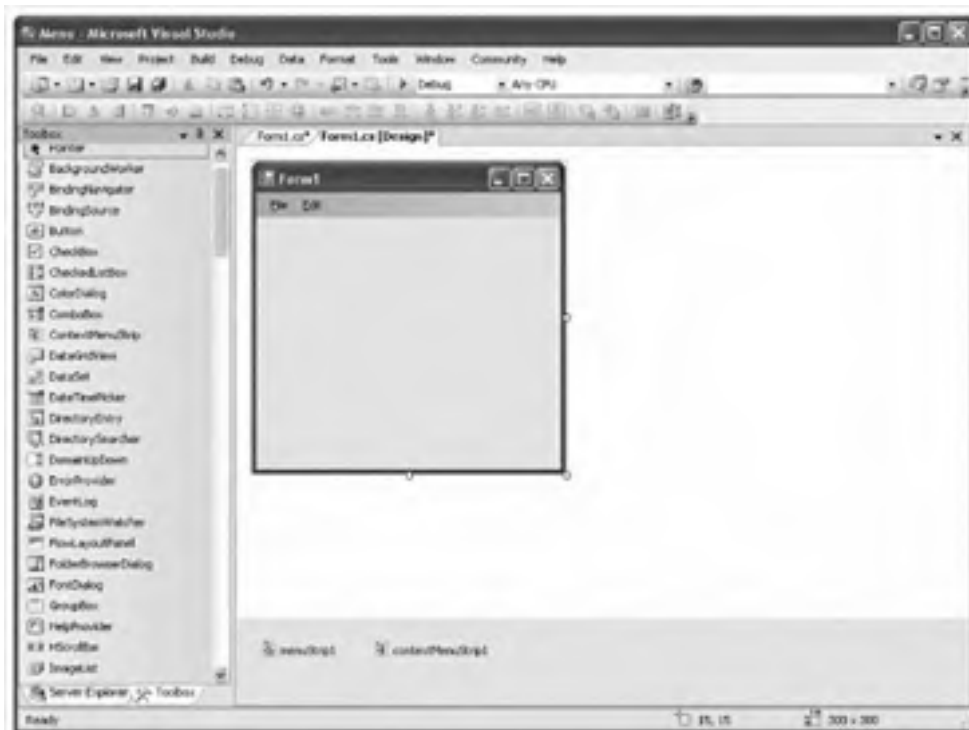 Menu - Microsoft Visual Studio
File Edit View Project Build Debug Data Format Tools Window Community Help
Debug Any CPU
Toolbox
Form1.cs* Form1.cs [Design]*
Pointer
BackgroundWorker
BindingNavigator
BindingSource
Button
CheckBox
CheckedListBox
ColorDialog
ComboBox
ContextMenuStrip
DataGridView
DataSet
DateTimePicker
DirectoryEntry
DirectorySearcher
DomainUpDown
ErrorProvider
EventLog
FileSystemWatcher
FlowLayoutPanel
FolderBrowserDialog
FontDialog
GroupBox
HelpProvider
HScrollBar
ImageList
Server Explorer Toolbox
Form1
File Edit
menuStrip1 contextMenuStrip1
Ready 15, 15 300 x 300